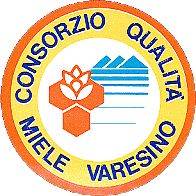 CONSORZIO QUALITÀ
MIELE VARESINO